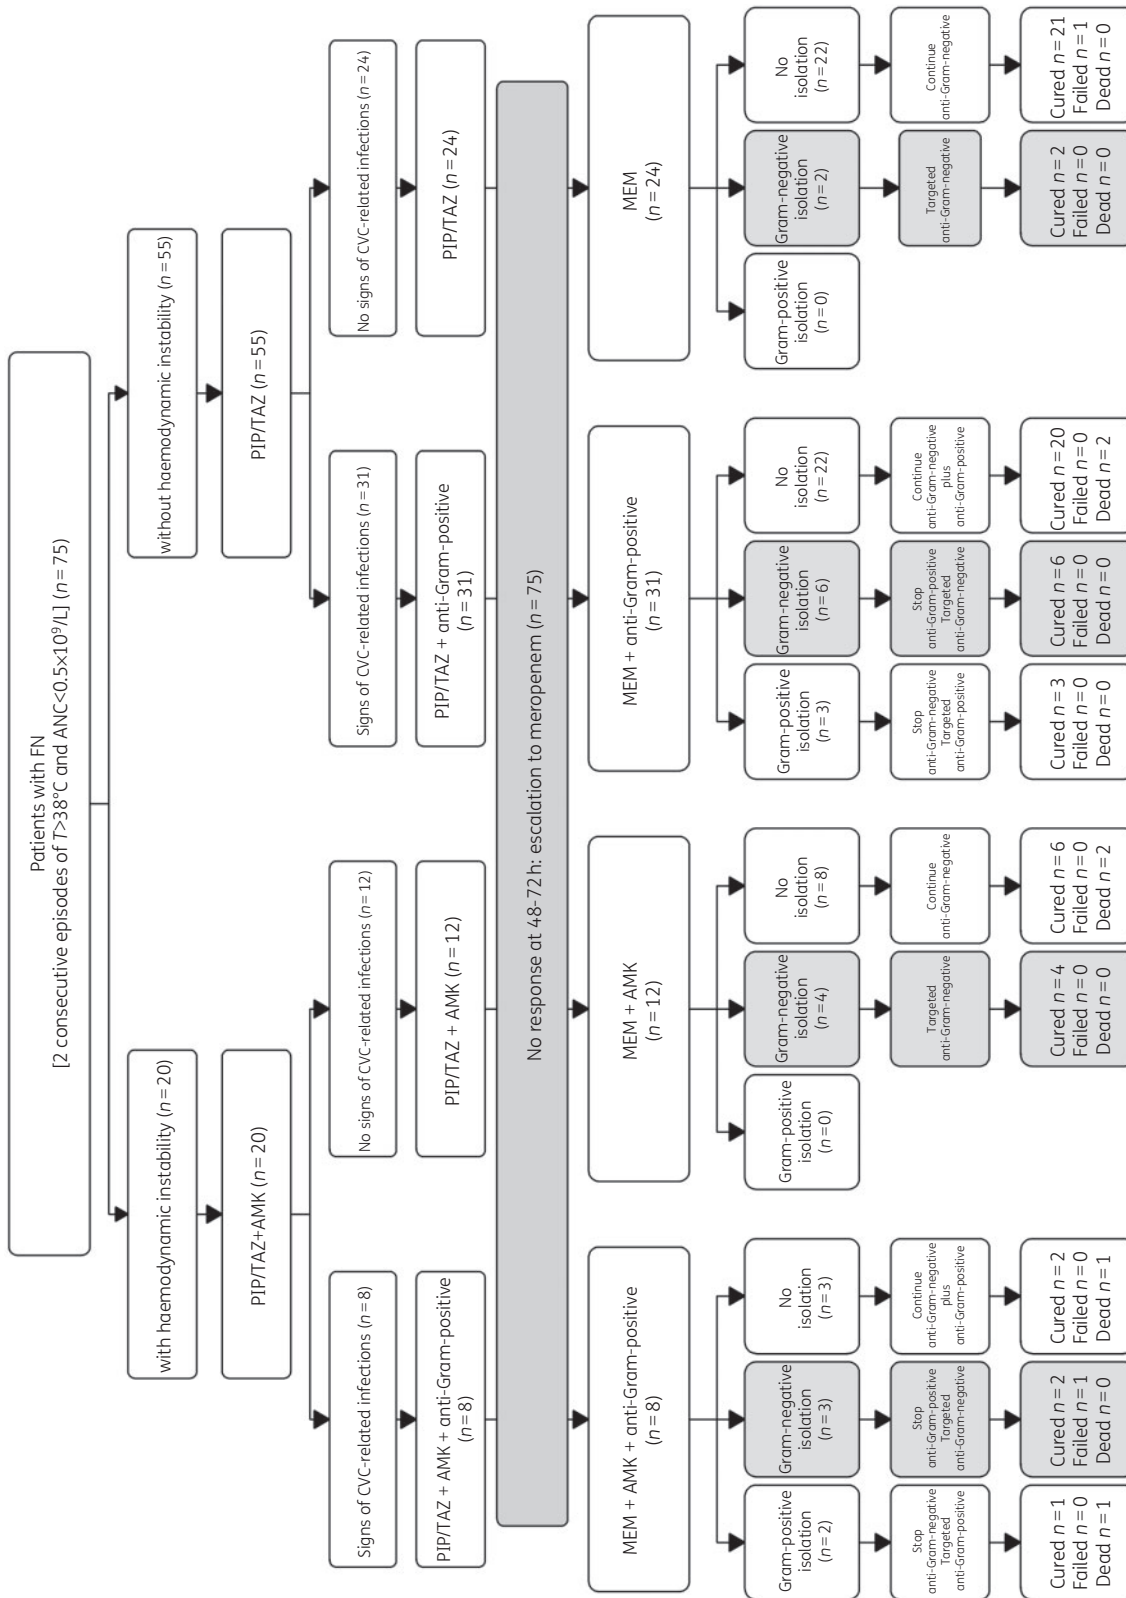 Patients with FN
[2 consecutive episodes of T>38°C and ANC<0.5×10⁹/L] (n = 75)
with haemodynamic instability (n = 20)
without haemodynamic instability (n = 55)
PIP/TAZ+AMK (n = 20)
PIP/TAZ (n = 55)
Signs of CVC-related infections (n = 8)
No signs of CVC-related infections (n = 12)
Signs of CVC-related infections (n = 31)
No signs of CVC-related infections (n = 24)
PIP/TAZ + AMK + anti-Gram-positive
(n = 8)
PIP/TAZ + AMK (n = 12)
PIP/TAZ + anti-Gram-positive
(n = 31)
PIP/TAZ (n = 24)
No response at 48-72 h: escalation to meropenem (n = 75)
MEM + AMK + anti-Gram-positive
(n = 8)
MEM + AMK
(n = 12)
MEM + anti-Gram-positive
(n = 31)
MEM
(n = 24)
Gram-positive
isolation
(n = 2)
Gram-negative
isolation
(n = 3)
No
isolation
(n = 3)
Gram-positive
isolation
(n = 0)
Gram-negative
isolation
(n = 4)
No
isolation
(n = 8)
Gram-positive
isolation
(n = 3)
Gram-negative
isolation
(n = 6)
No
isolation
(n = 22)
Gram-positive
isolation
(n = 0)
Gram-negative
isolation
(n = 2)
No
isolation
(n = 22)
Stop
anti-Gram-negative
Targeted
anti-Gram-positive
Stop
anti-Gram-positive
Targeted
anti-Gram-negative
Continue
anti-Gram-negative
plus
anti-Gram-positive
Targeted
anti-Gram-negative
Continue
anti-Gram-negative
Stop
anti-Gram-negative
Targeted
anti-Gram-positive
Stop
anti-Gram-positive
Targeted
anti-Gram-negative
Continue
anti-Gram-negative
plus
anti-Gram-positive
Targeted
anti-Gram-negative
Continue
anti-Gram-negative
Cured n = 1
Failed n = 0
Dead n = 1
Cured n = 2
Failed n = 1
Dead n = 0
Cured n = 2
Failed n = 0
Dead n = 1
Cured n = 4
Failed n = 0
Dead n = 0
Cured n = 6
Failed n = 0
Dead n = 2
Cured n = 3
Failed n = 0
Dead n = 0
Cured n = 6
Failed n = 0
Dead n = 0
Cured n = 20
Failed n = 0
Dead n = 2
Cured n = 2
Failed n = 0
Dead n = 0
Cured n = 21
Failed n = 1
Dead n = 0